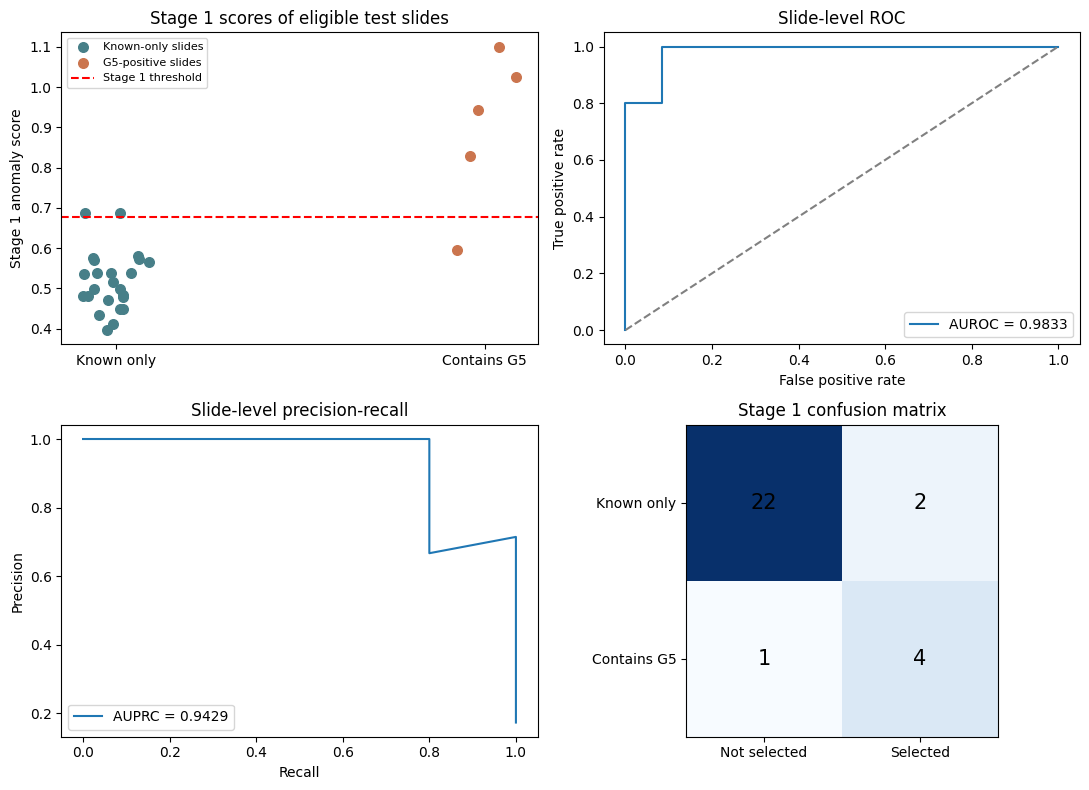 Stage 1 scores of eligible test slides
Stage 1 anomaly score
1.1
1.0
0.9
0.8
0.7
0.6
0.5
0.4
Known-only slides
G5-positive slides
Stage 1 threshold
Known only
Contains G5
Slide-level ROC
True positive rate
1.0
0.8
0.6
0.4
0.2
0.0
AUROC = 0.9833
0.0 0.2 0.4 0.6 0.8 1.0
False positive rate
Slide-level precision-recall
Precision
1.0
0.8
0.6
0.4
0.2
AUPRC = 0.9429
0.0 0.2 0.4 0.6 0.8 1.0
Recall
Stage 1 confusion matrix
Known only 22 2
Contains G5 1 4
Not selected Selected